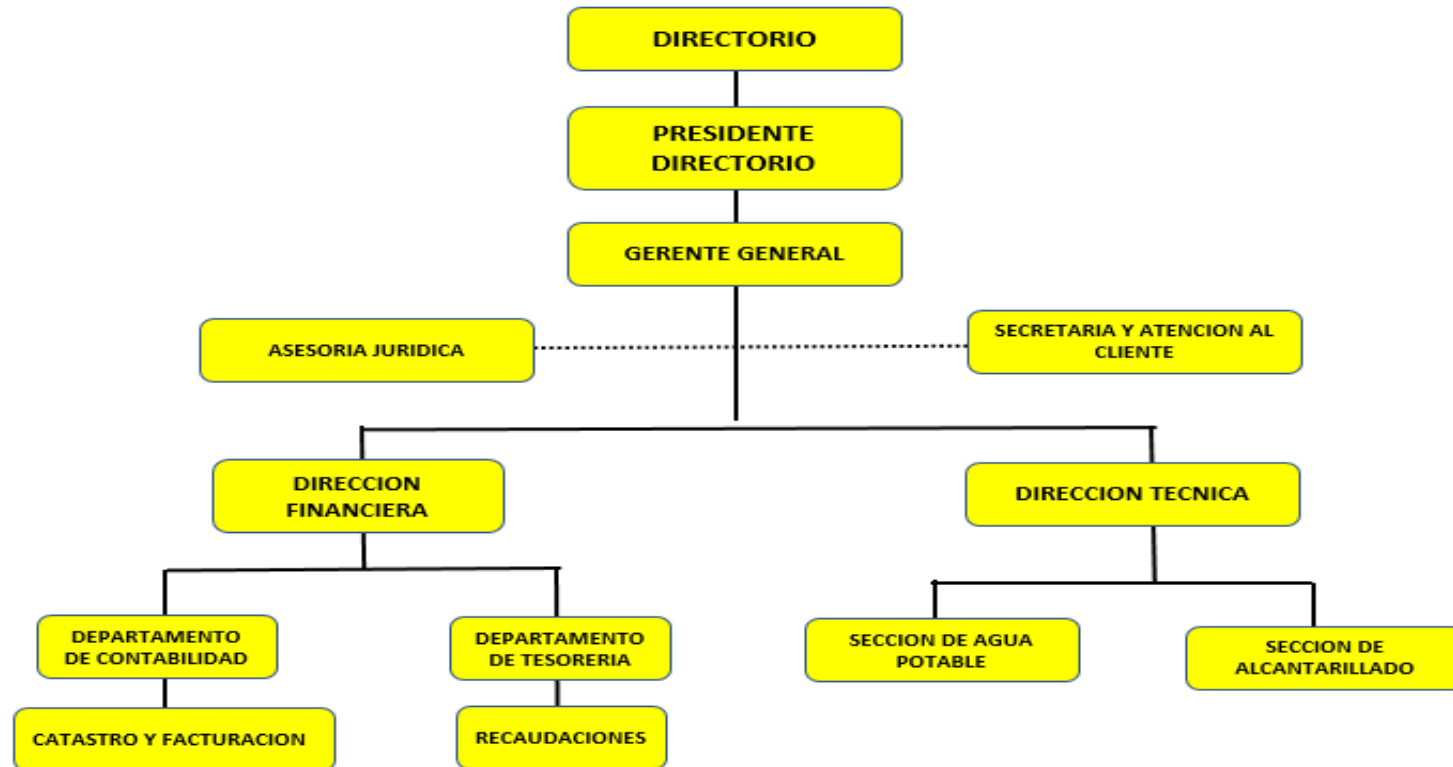 DIRECTORIO
PRESIDENTE
DIRECTORIO
GERENTE GENERAL
ASESORIA JURIDICA
SECRETARIA Y ATENCION AL
CLIENTE
DIRECCION
FINANCIERA
DIRECCION TECNICA
DEPARTAMENTO
DE CONTABILIDAD
DEPARTAMENTO
DE TESORERIA
SECCION DE AGUA
POTABLE
SECCION DE
ALCANTARILLADO
CATASTRO Y FACTURACION
RECAUDACIONES